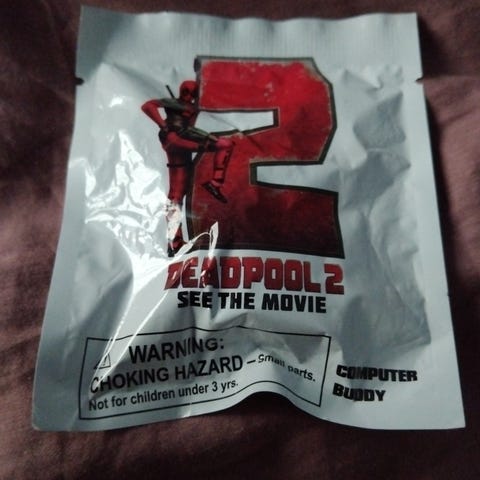 2
DEADPOOL 2
SEE THE MOVIE
WARNING:
CHOKING HAZARD – Small parts.
Not for children under 3 yrs.
COMPUTER
BUDDY